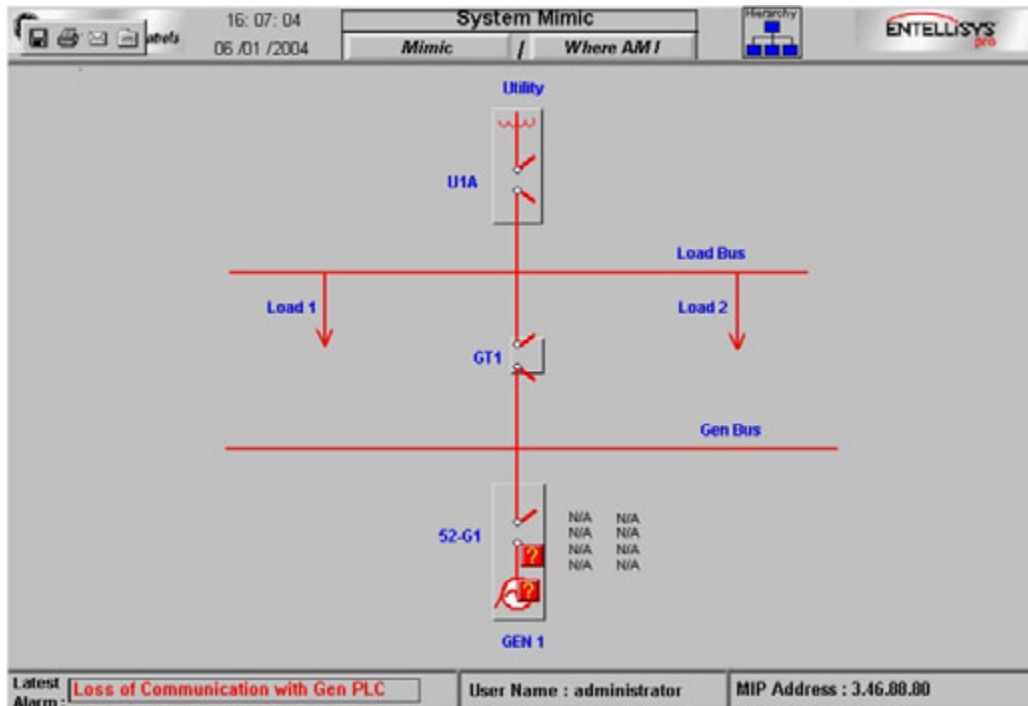 16: 07: 04
System Mimic
Hierarchy
abels
06 /01 /2004
Mimic / Where AM I
ENTELLISYS
pro
Utility
U1A
Load Bus
Load 1
Load 2
GT1
Gen Bus
52-G1
N/A N/A
N/A N/A
N/A N/A
N/A N/A
?
?
GEN 1
Latest Alarm :
Loss of Communication with Gen PLC
User Name : administrator
MIP Address : 3.46.88.80